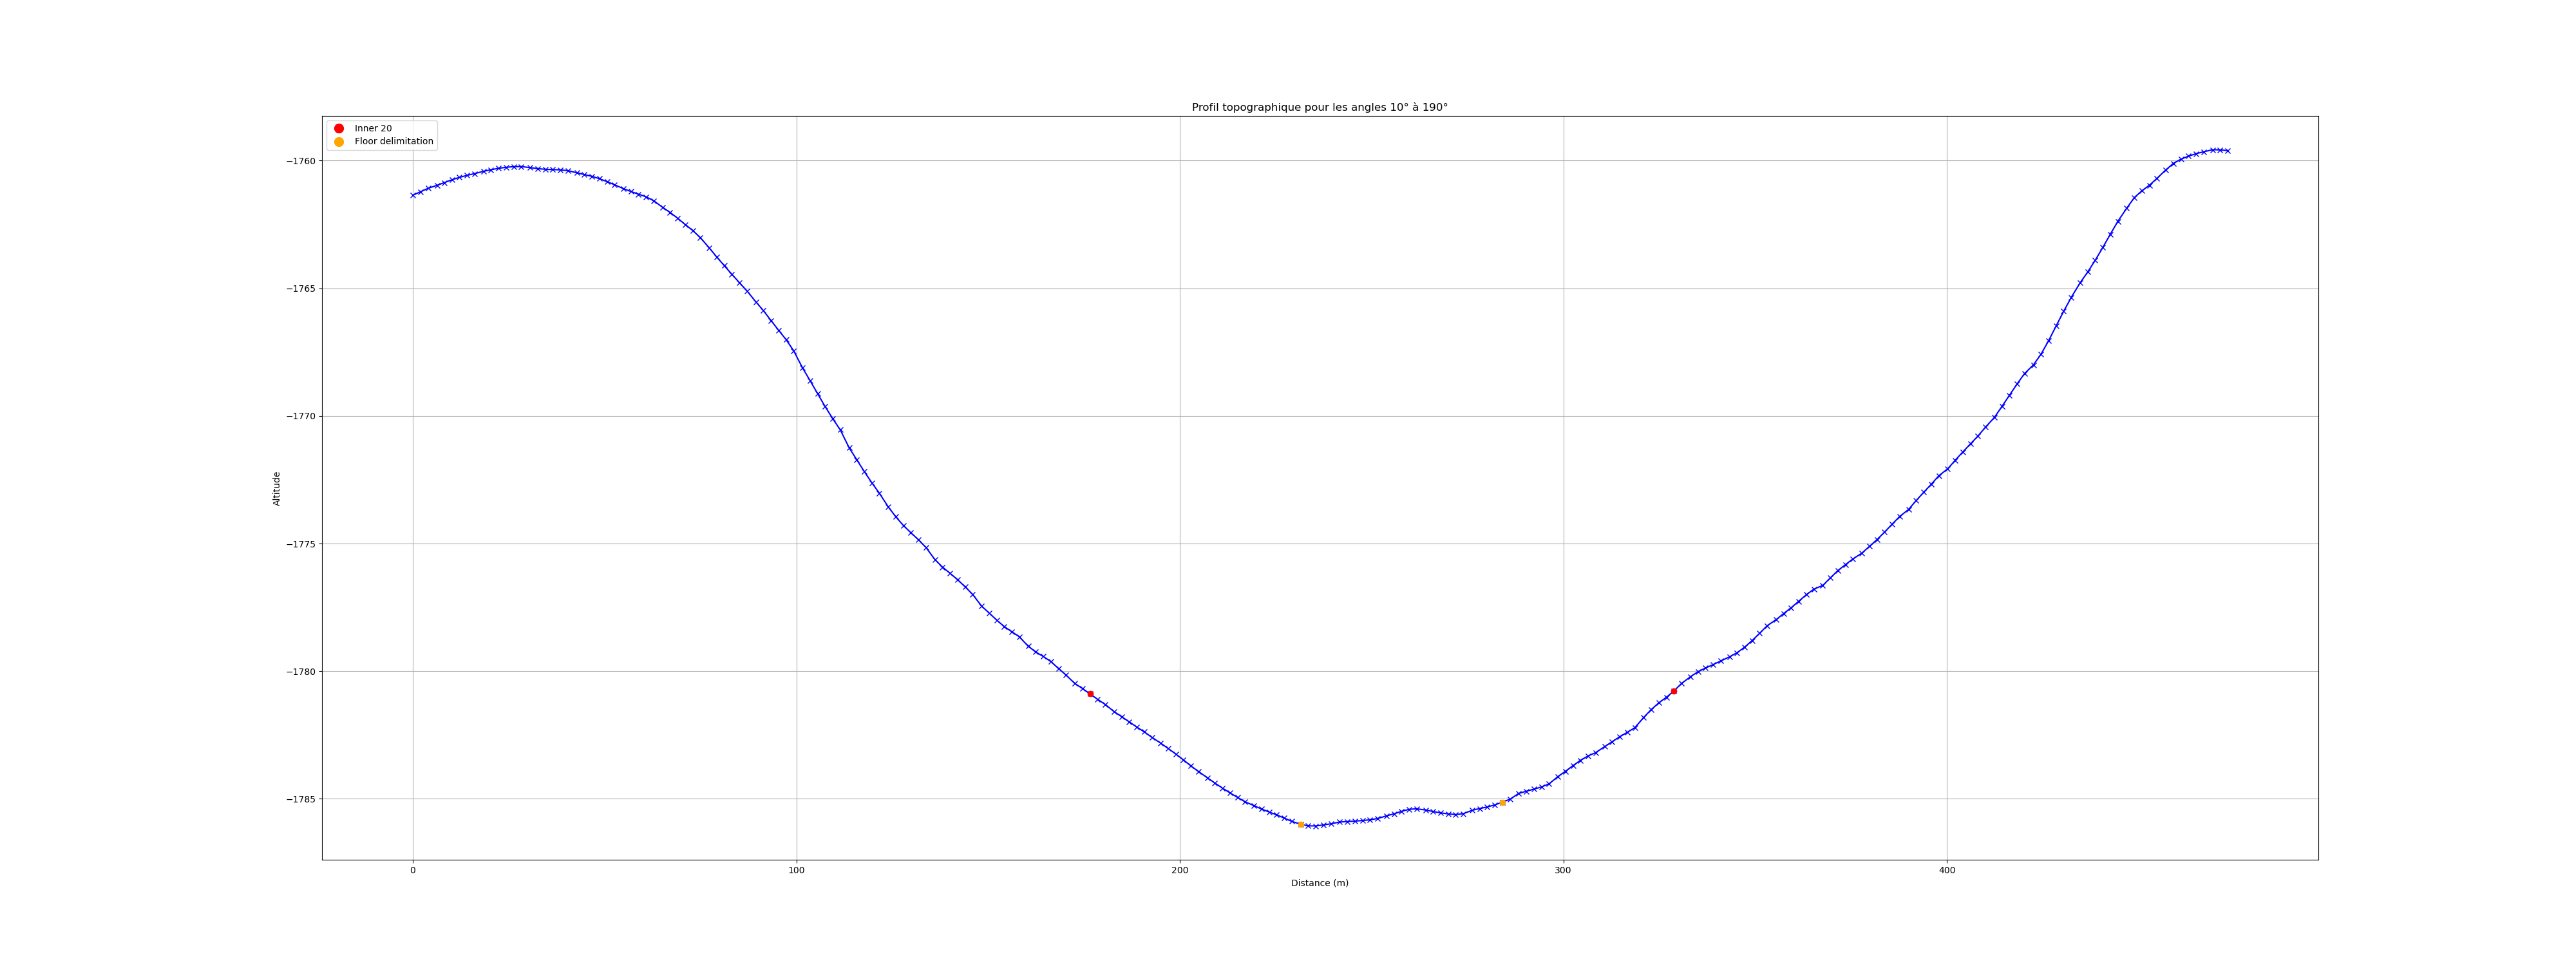 Profil topographique pour les angles 10° à 190°
Inner 20
Floor delimitation
−1760
−1765
−1770
−1775
−1780
−1785
Altitude
0 100 200 300 400
Distance (m)